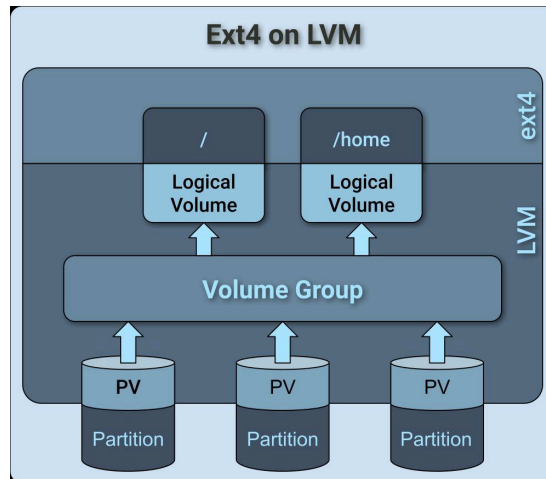 Ext4 on LVM
ext4
/
/home
Logical
Volume
Logical
Volume
LVM
Volume Group
PV
PV
PV
Partition
Partition
Partition